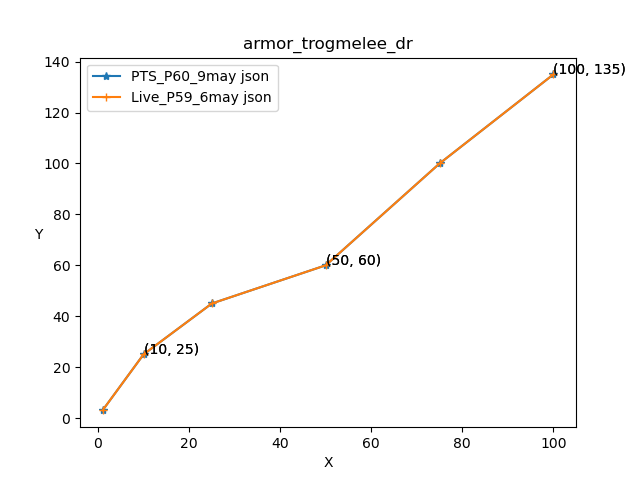 armor_trogmelee_dr
PTS_P60_9may json
Live_P59_6may json
(100, 135)
(50, 60)
(10, 25)
140
120
100
80
60
40
20
0
Y
0 20 40 60 80 100
X